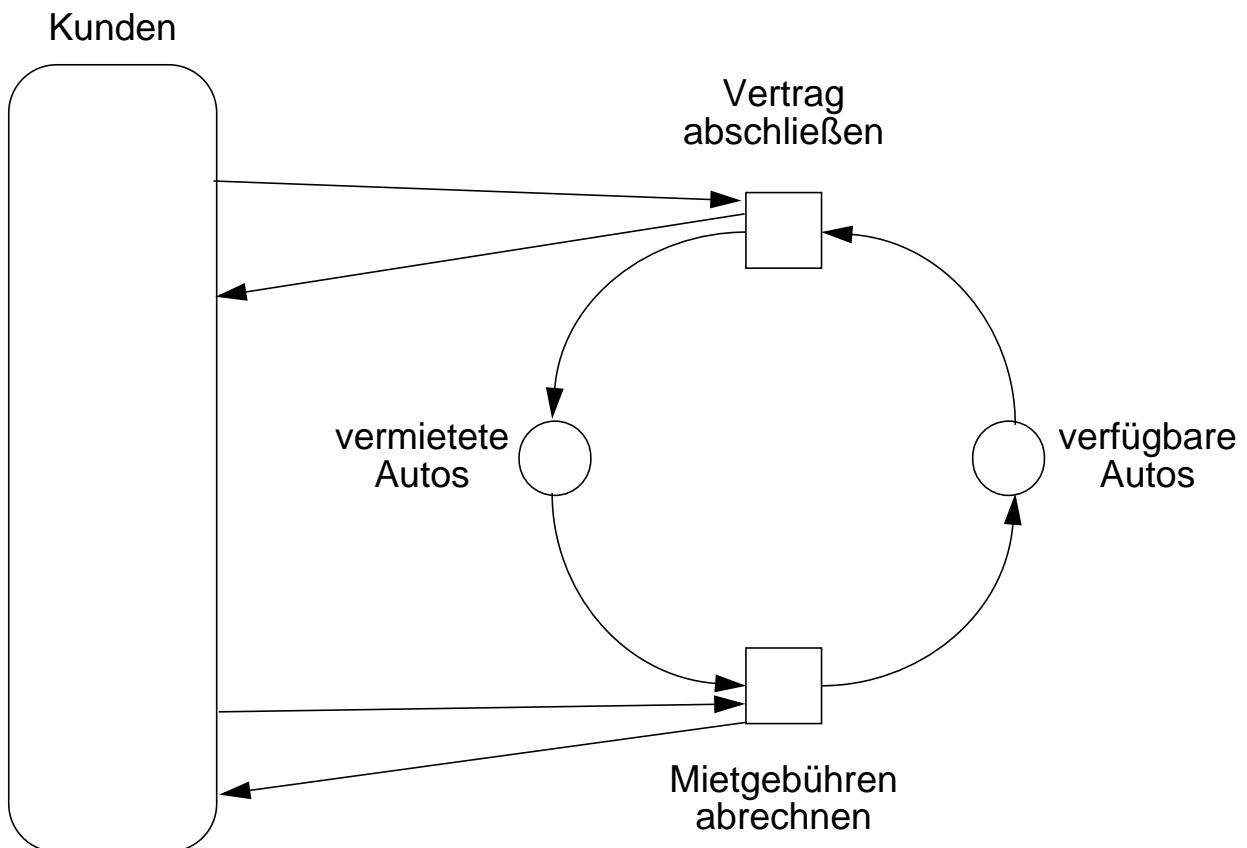 Kunden
Vertrag
abschließen
vermietete
Autos
verfügbare
Autos
Mietgebühren
abrechnen